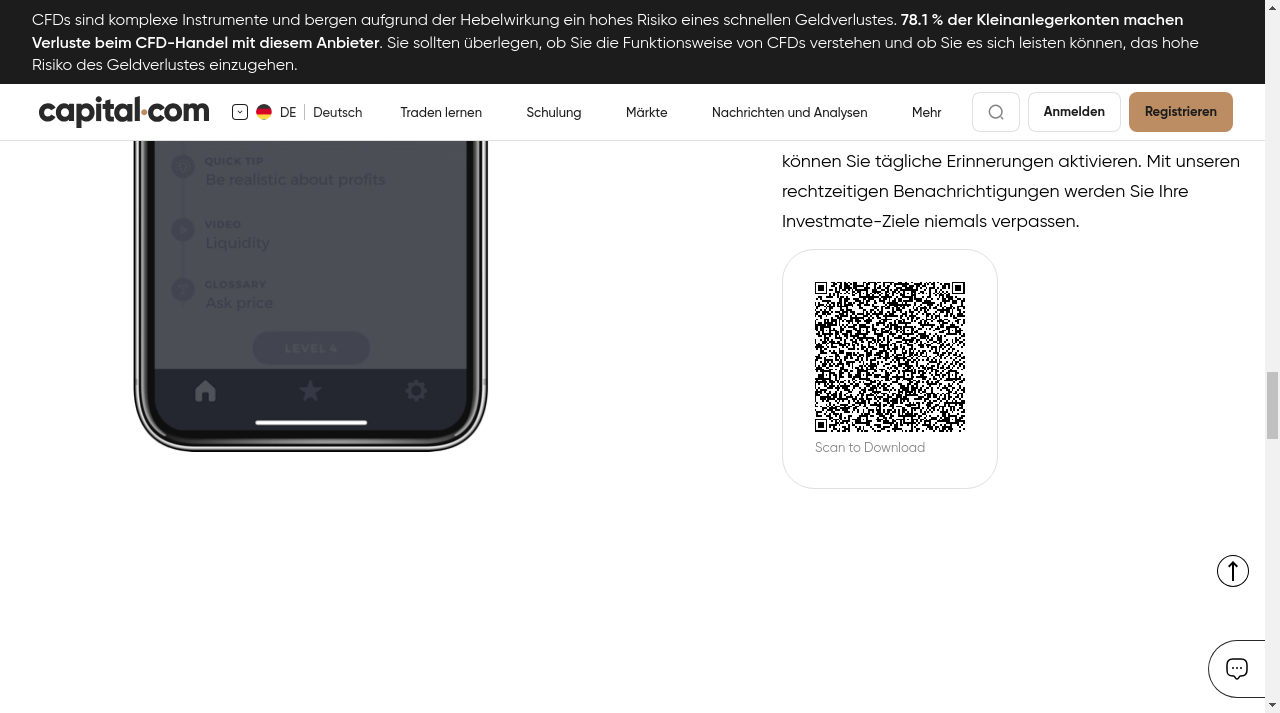 CFDs sind komplexe Instrumente und bergen aufgrund der Hebelwirkung ein hohes Risiko eines schnellen Geldverlustes. 78.1 % der Kleinanlegerkonten machen
Verluste beim CFD-Handel mit diesem Anbieter. Sie sollten überlegen, ob Sie die Funktionsweise von CFDs verstehen und ob Sie es sich leisten können, das hohe
Risiko des Geldverlustes einzugehen.
capital.com DE Deutsch Traden lernen Schulung Märkte Nachrichten und Analysen Mehr Anmelden Registrieren
QUICK TIP
Be realistic about profits
VIDEO
Liquidity
GLOSSARY
Ask price
LEVEL 4
können Sie tägliche Erinnerungen aktivieren. Mit unseren
rechtzeitigen Benachrichtigungen werden Sie Ihre
Investmate-Ziele niemals verpassen.
Scan to Download